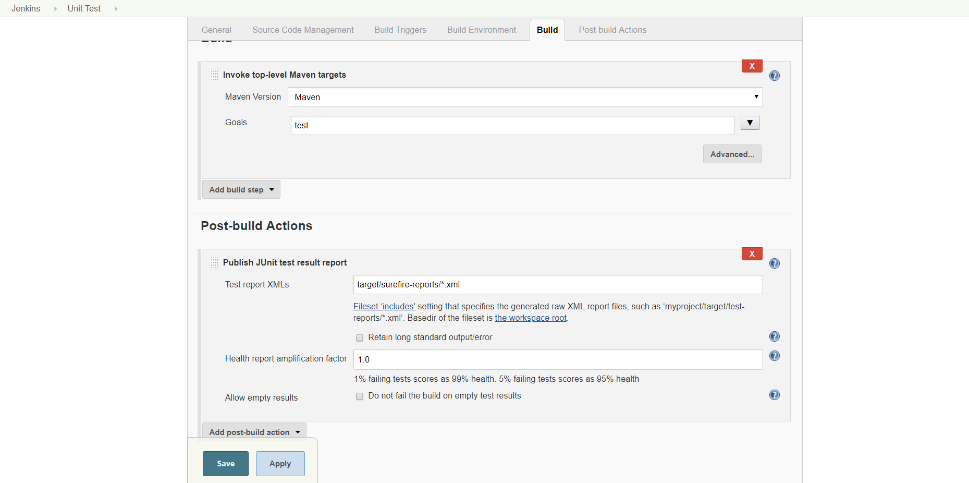 Jenkins Unit Test
General Source Code Management Build Triggers Build Environment Build Post-build Actions
Invoke top-level Maven targets X
Maven Version Maven
Goals test
Advanced...
Add build step
Post-build Actions
Publish JUnit test result report X
Test report XMLs target/surefire-reports/*.xml
Fileset 'includes' setting that specifies the generated raw XML report files, such as 'myproject/target/test-
reports/*.xml'. Basedir of the fileset is the workspace root.
Retain long standard output/error
Health report amplification factor 1.0
1% failing tests scores as 99% health. 5% failing tests scores as 95% health
Allow empty results Do not fail the build on empty test results
Add post-build action
Save Apply